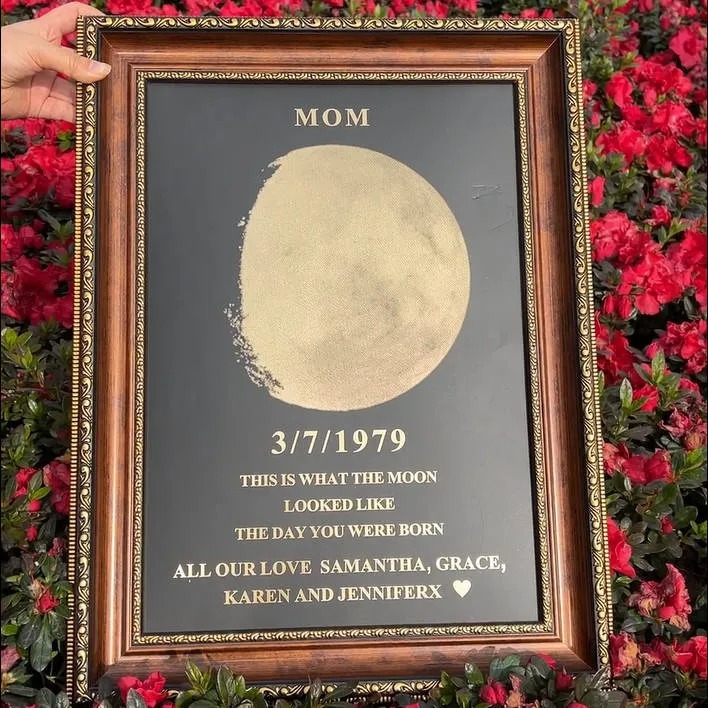 MOM
3/7/1979
THIS IS WHAT THE MOON
LOOKED LIKE
THE DAY YOU WERE BORN
ALL OUR LOVE SAMANTHA, GRACE,
KAREN AND JENNIFERX ♥